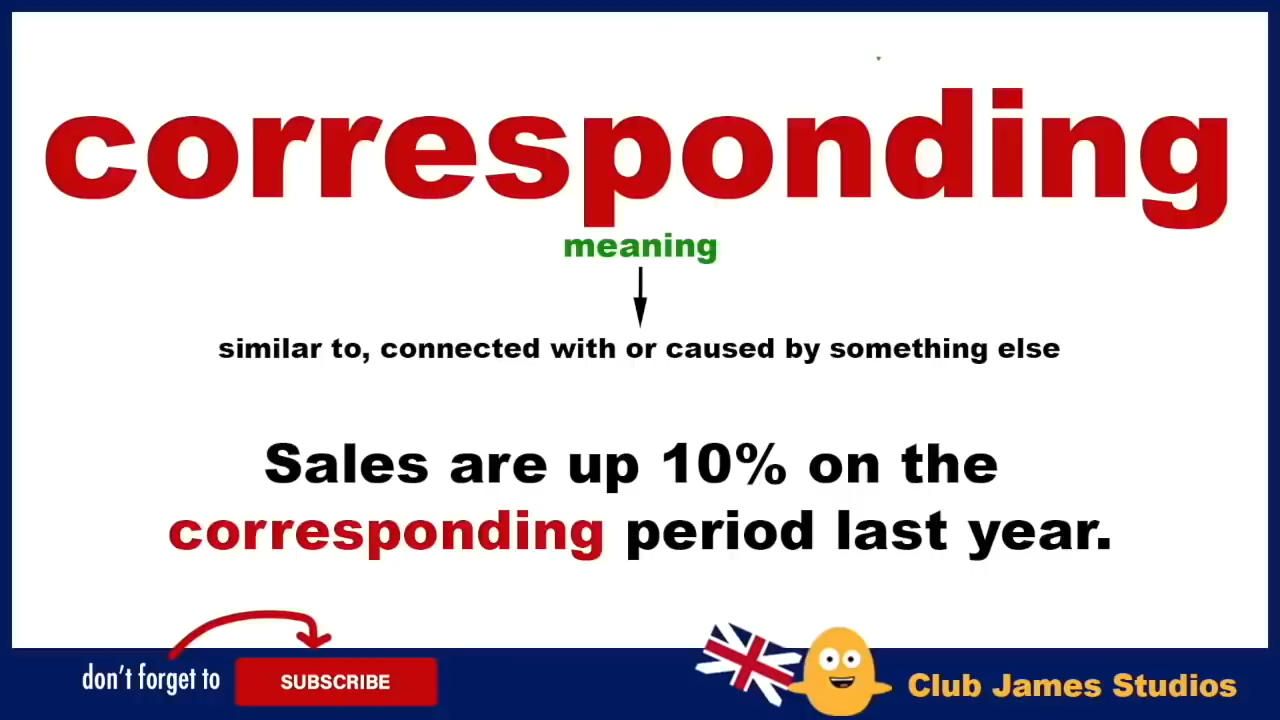 corresponding
meaning
similar to, connected with or caused by something else
Sales are up 10% on the
corresponding period last year.
don't forget to SUBSCRIBE
Club James Studios